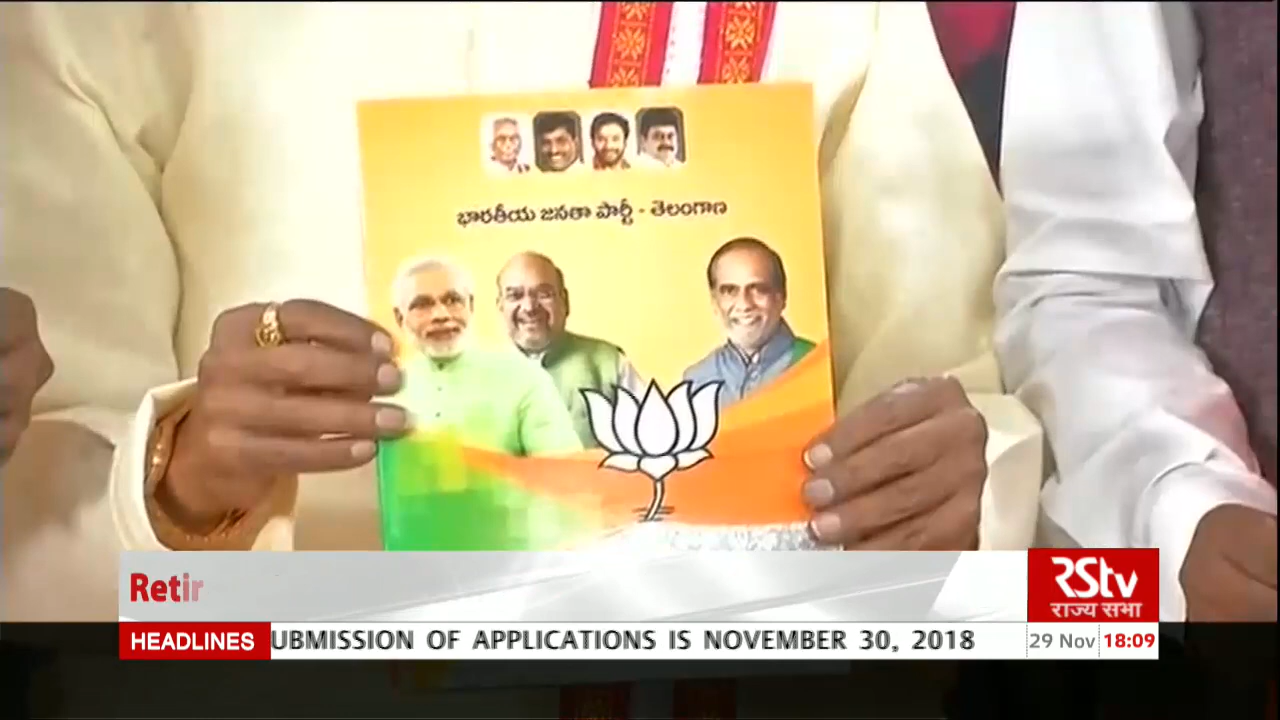 భారతీయ జనతా పార్టీ - తెలంగాణ
Retir
RStv
राज्य सभा
HEADLINES
UBMISSION OF APPLICATIONS IS NOVEMBER 30, 2018
29 Nov 18:09